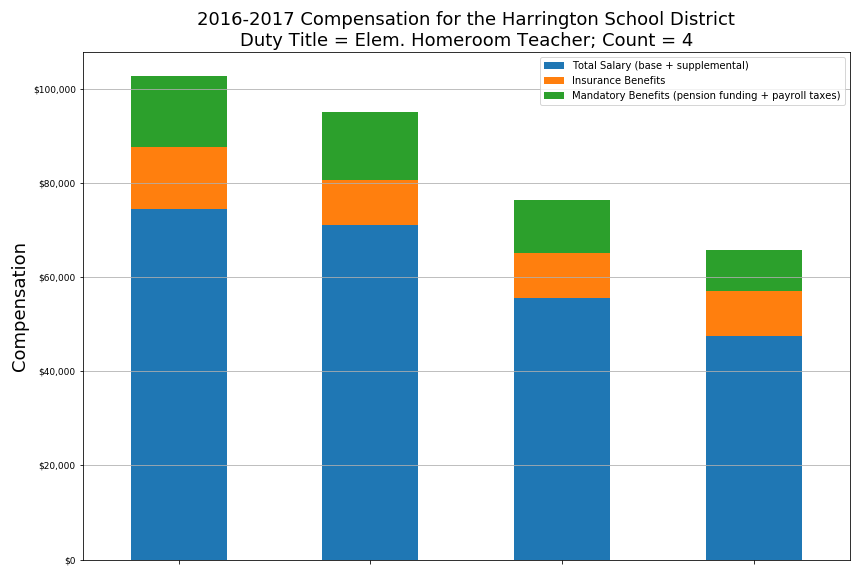 2016-2017 Compensation for the Harrington School District
Duty Title = Elem. Homeroom Teacher; Count = 4
Total Salary (base + supplemental)
Insurance Benefits
Mandatory Benefits (pension funding + payroll taxes)
Compensation
$100,000
$80,000
$60,000
$40,000
$20,000
$0